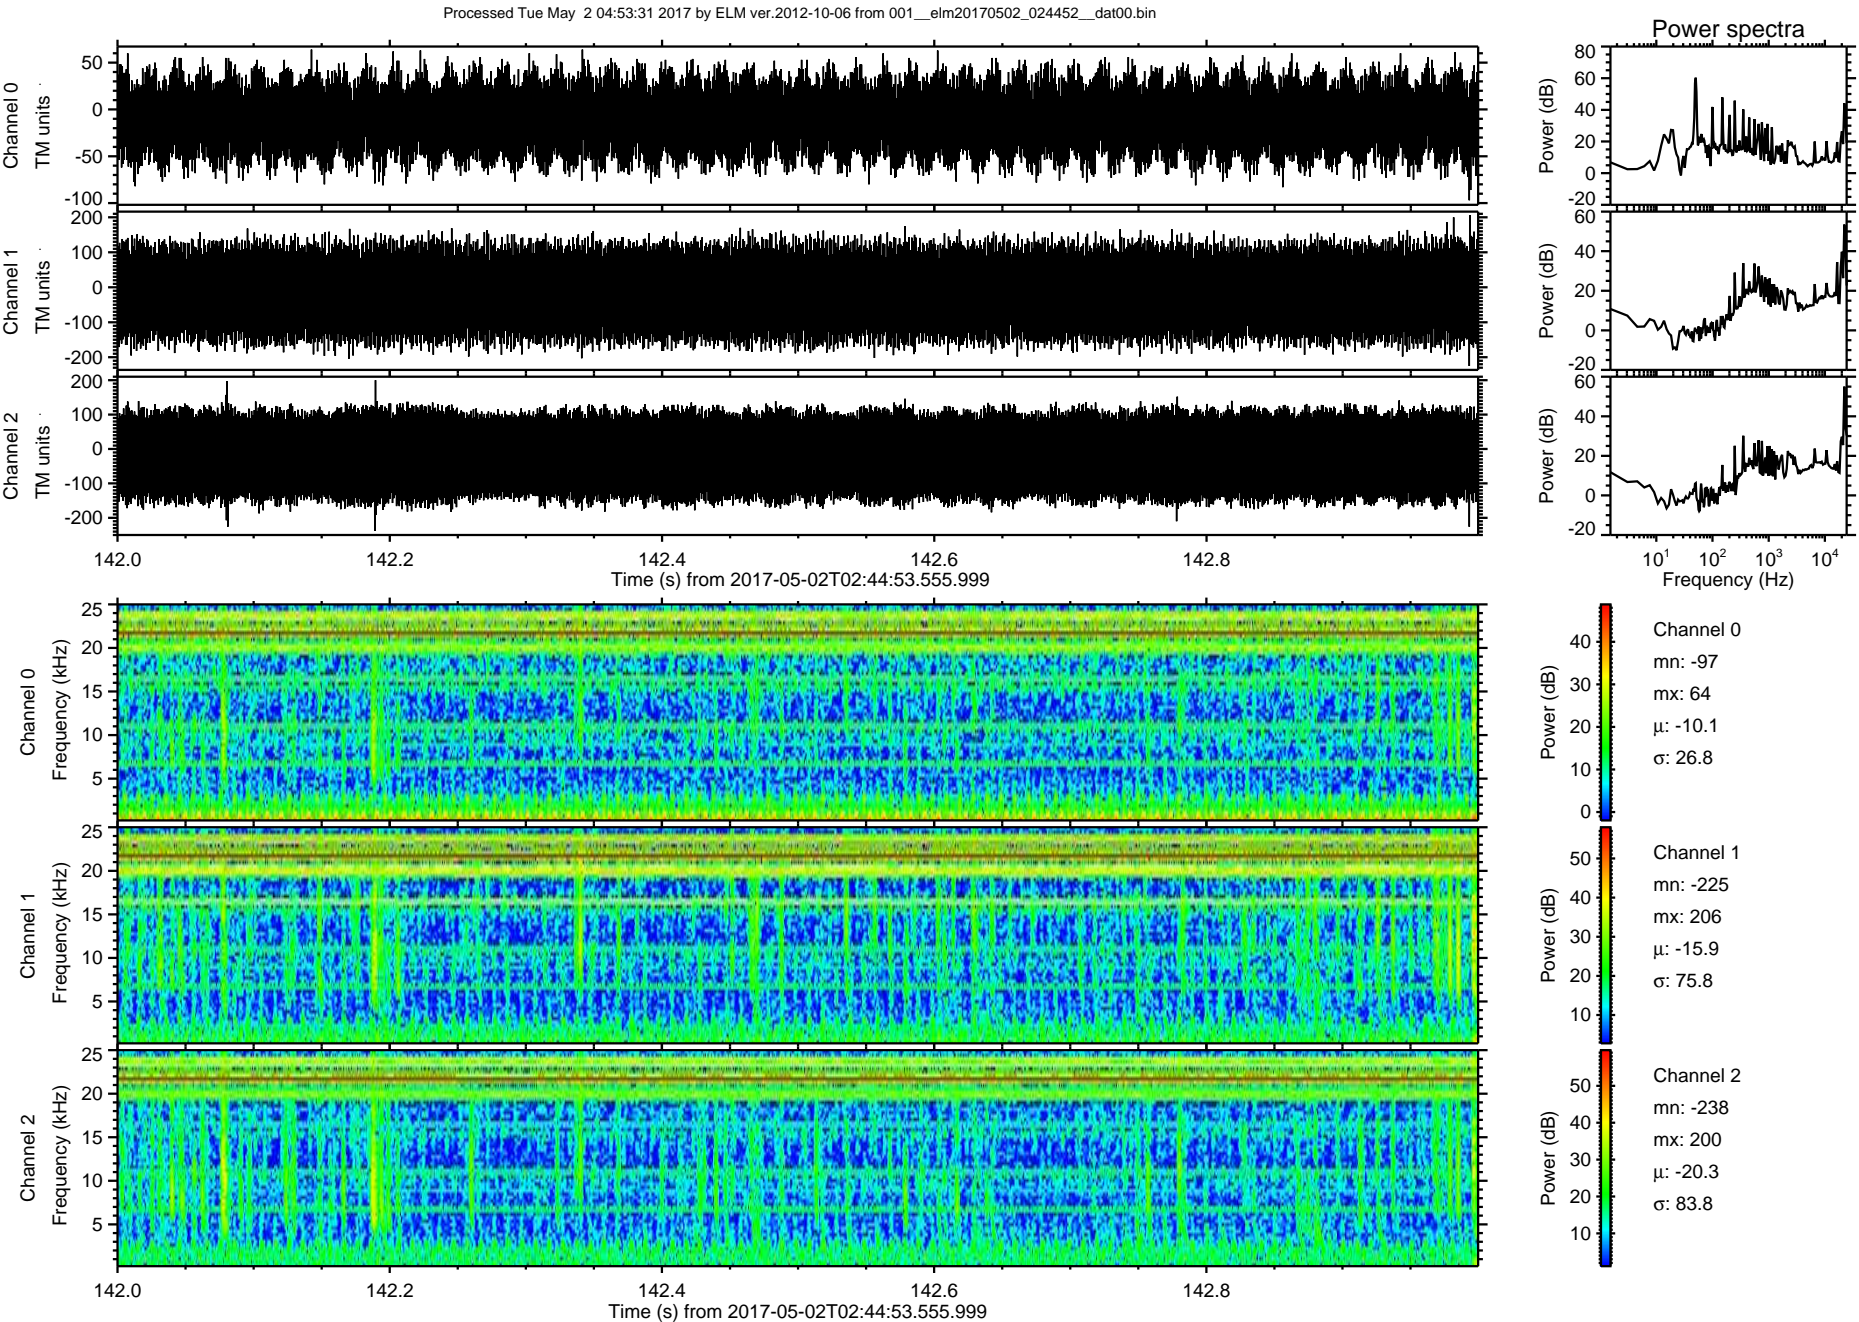 Processed Tue May  2 04:53:31 2017 by ELM ver.2012-10-06 from 001__elm20170502_024452__dat00.bin
Power spectra
Channel 0
TM units
50
0
-50
-100
Power (dB)
80
60
40
20
0
-20
Channel 1
TM units
200
100
0
-100
-200
Power (dB)
60
40
20
0
-20
Channel 2
TM units
200
100
0
-100
-200
Power (dB)
60
40
20
0
-20
142.0 142.2 142.4 142.6 142.8
Time (s) from 2017-05-02T02:44:53.555.999
10¹ 10² 10³ 10⁴
Frequency (Hz)
Channel 0
Frequency (kHz)
25
20
15
10
5
Power (dB)
40
30
20
10
0
Channel 0
mn: -97
mx: 64
μ: -10.1
σ: 26.8
Channel 1
Frequency (kHz)
25
20
15
10
5
Power (dB)
50
40
30
20
10
Channel 1
mn: -225
mx: 206
μ: -15.9
σ: 75.8
Channel 2
Frequency (kHz)
25
20
15
10
5
Power (dB)
50
40
30
20
10
Channel 2
mn: -238
mx: 200
μ: -20.3
σ: 83.8
142.0 142.2 142.4 142.6 142.8
Time (s) from 2017-05-02T02:44:53.555.999